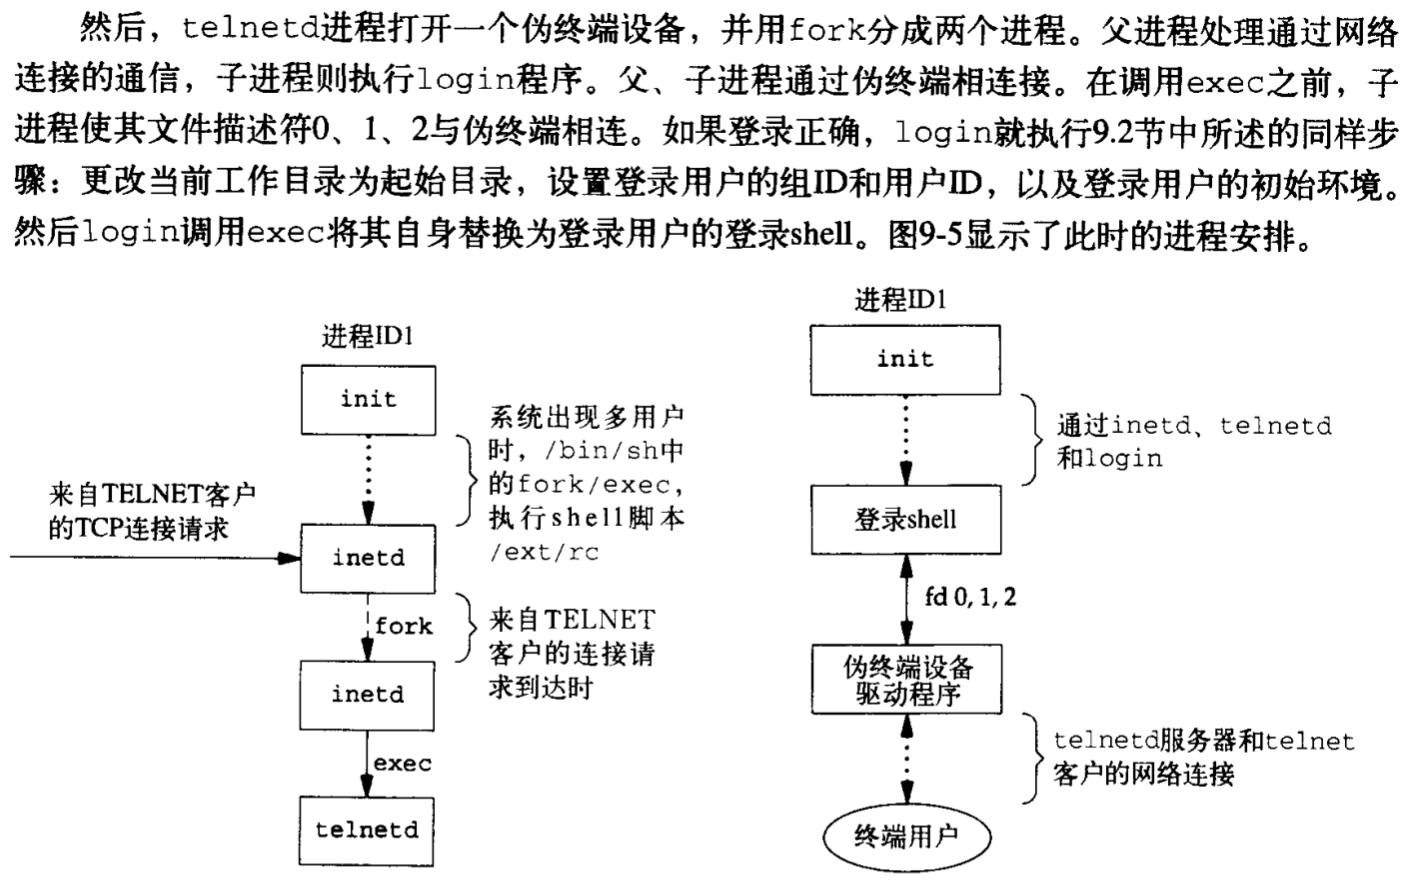 然后，telnetd进程打开一个伪终端设备，并用fork分成两个进程。父进程处理通过网络
连接的通信，子进程则执行login程序。父、子进程通过伪终端相连接。在调用exec之前，子
进程使其文件描述符0、1、2与伪终端相连。如果登录正确，login就执行9.2节中所述的同样步
骤：更改当前工作目录为起始目录，设置登录用户的组ID和用户ID，以及登录用户的初始环境。
然后login调用exec将其自身替换为登录用户的登录shell。图9-5显示了此时的进程安排。
进程ID1
init
系统出现多用户
时，/bin/sh中
的fork/exec，
执行shell脚本
/ext/rc
来自TELNET客户
的TCP连接请求
inetd
fork
来自TELNET
客户的连接请
求到达时
inetd
exec
telnetd
进程ID1
init
通过inetd、telnetd
和login
登录shell
fd 0, 1, 2
伪终端设备
驱动程序
telnetd服务器和telnet
客户的网络连接
终端用户